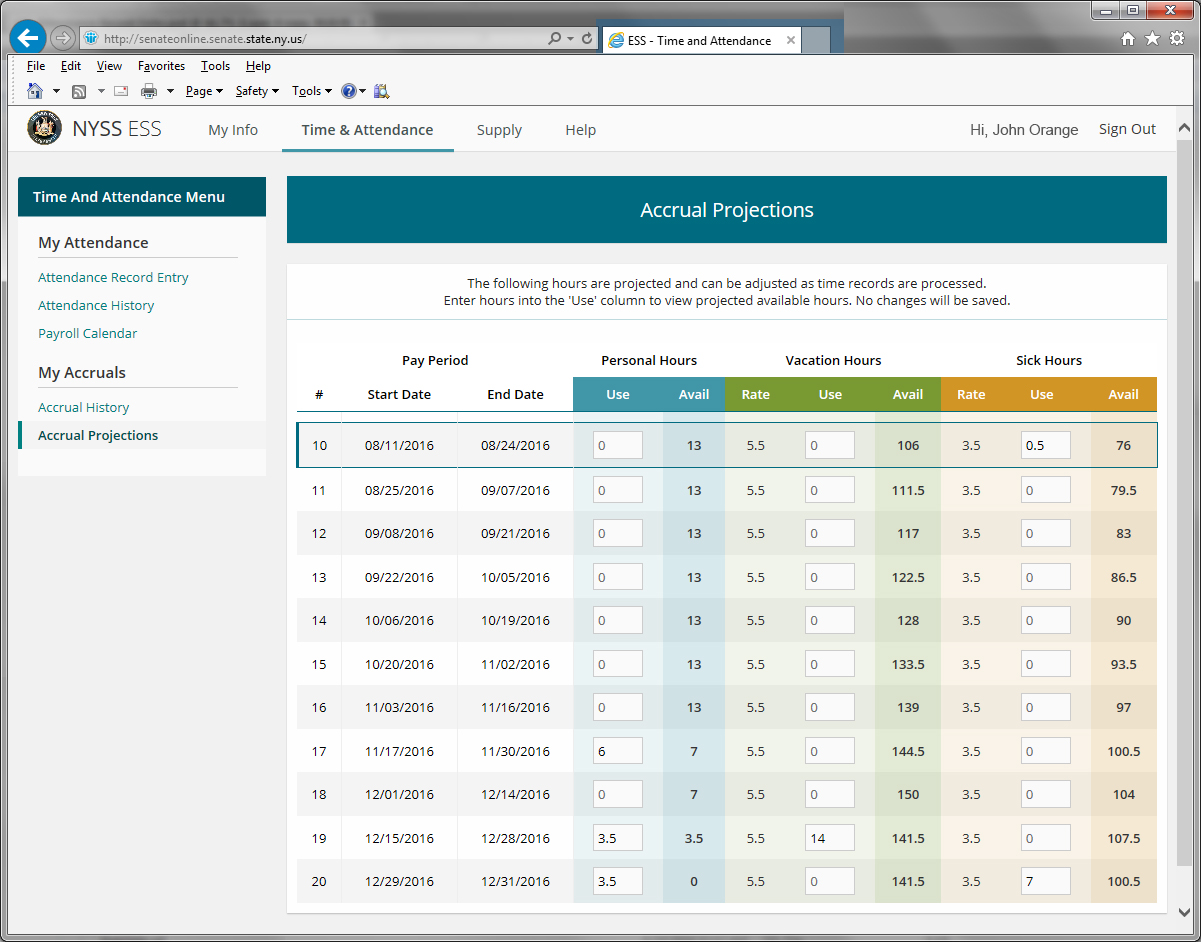 http://senateonline.senate.state.ny.us/
ESS - Time and Attendance
File Edit View Favorites Tools Help
Page Safety Tools
NYSS ESS My Info Time & Attendance Supply Help Hi, John Orange Sign Out
Time And Attendance Menu
My Attendance
Attendance Record Entry
Attendance History
Payroll Calendar
My Accruals
Accrual History
Accrual Projections
Accrual Projections
The following hours are projected and can be adjusted as time records are processed.
Enter hours into the 'Use' column to view projected available hours. No changes will be saved.
Pay Period Personal Hours Vacation Hours Sick Hours
# Start Date End Date Use Avail Rate Use Avail Rate Use Avail
10 08/11/2016 08/24/2016 0 13 5.5 0 106 3.5 0.5 76
11 08/25/2016 09/07/2016 0 13 5.5 0 111.5 3.5 0 79.5
12 09/08/2016 09/21/2016 0 13 5.5 0 117 3.5 0 83
13 09/22/2016 10/05/2016 0 13 5.5 0 122.5 3.5 0 86.5
14 10/06/2016 10/19/2016 0 13 5.5 0 128 3.5 0 90
15 10/20/2016 11/02/2016 0 13 5.5 0 133.5 3.5 0 93.5
16 11/03/2016 11/16/2016 0 13 5.5 0 139 3.5 0 97
17 11/17/2016 11/30/2016 6 7 5.5 0 144.5 3.5 0 100.5
18 12/01/2016 12/14/2016 0 7 5.5 0 150 3.5 0 104
19 12/15/2016 12/28/2016 3.5 3.5 5.5 14 141.5 3.5 0 107.5
20 12/29/2016 12/31/2016 3.5 0 5.5 0 141.5 3.5 7 100.5